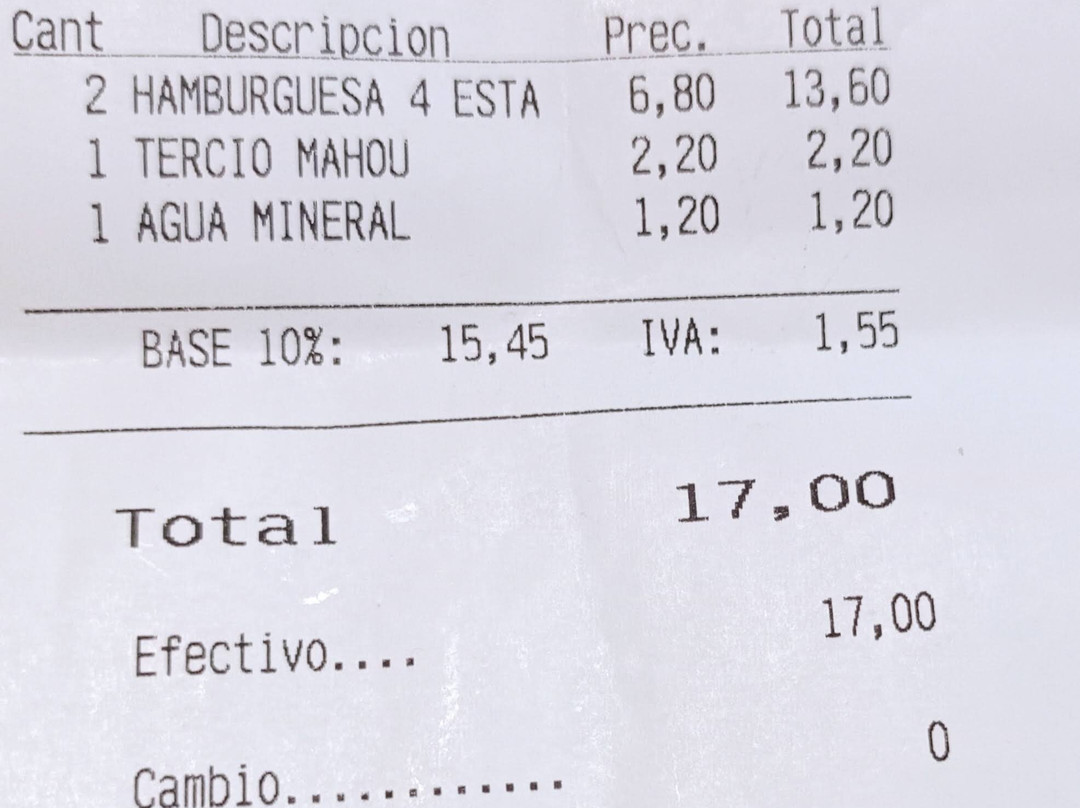 Cant Descripcion Prec. Total
2 HAMBURGUESA 4 ESTA 6,80 13,60
1 TERCIO MAHOU 2,20 2,20
1 AGUA MINERAL 1,20 1,20
BASE 10%: 15,45 IVA: 1,55
Total 17,00
Efectivo.... 17,00
Cambio............ 0